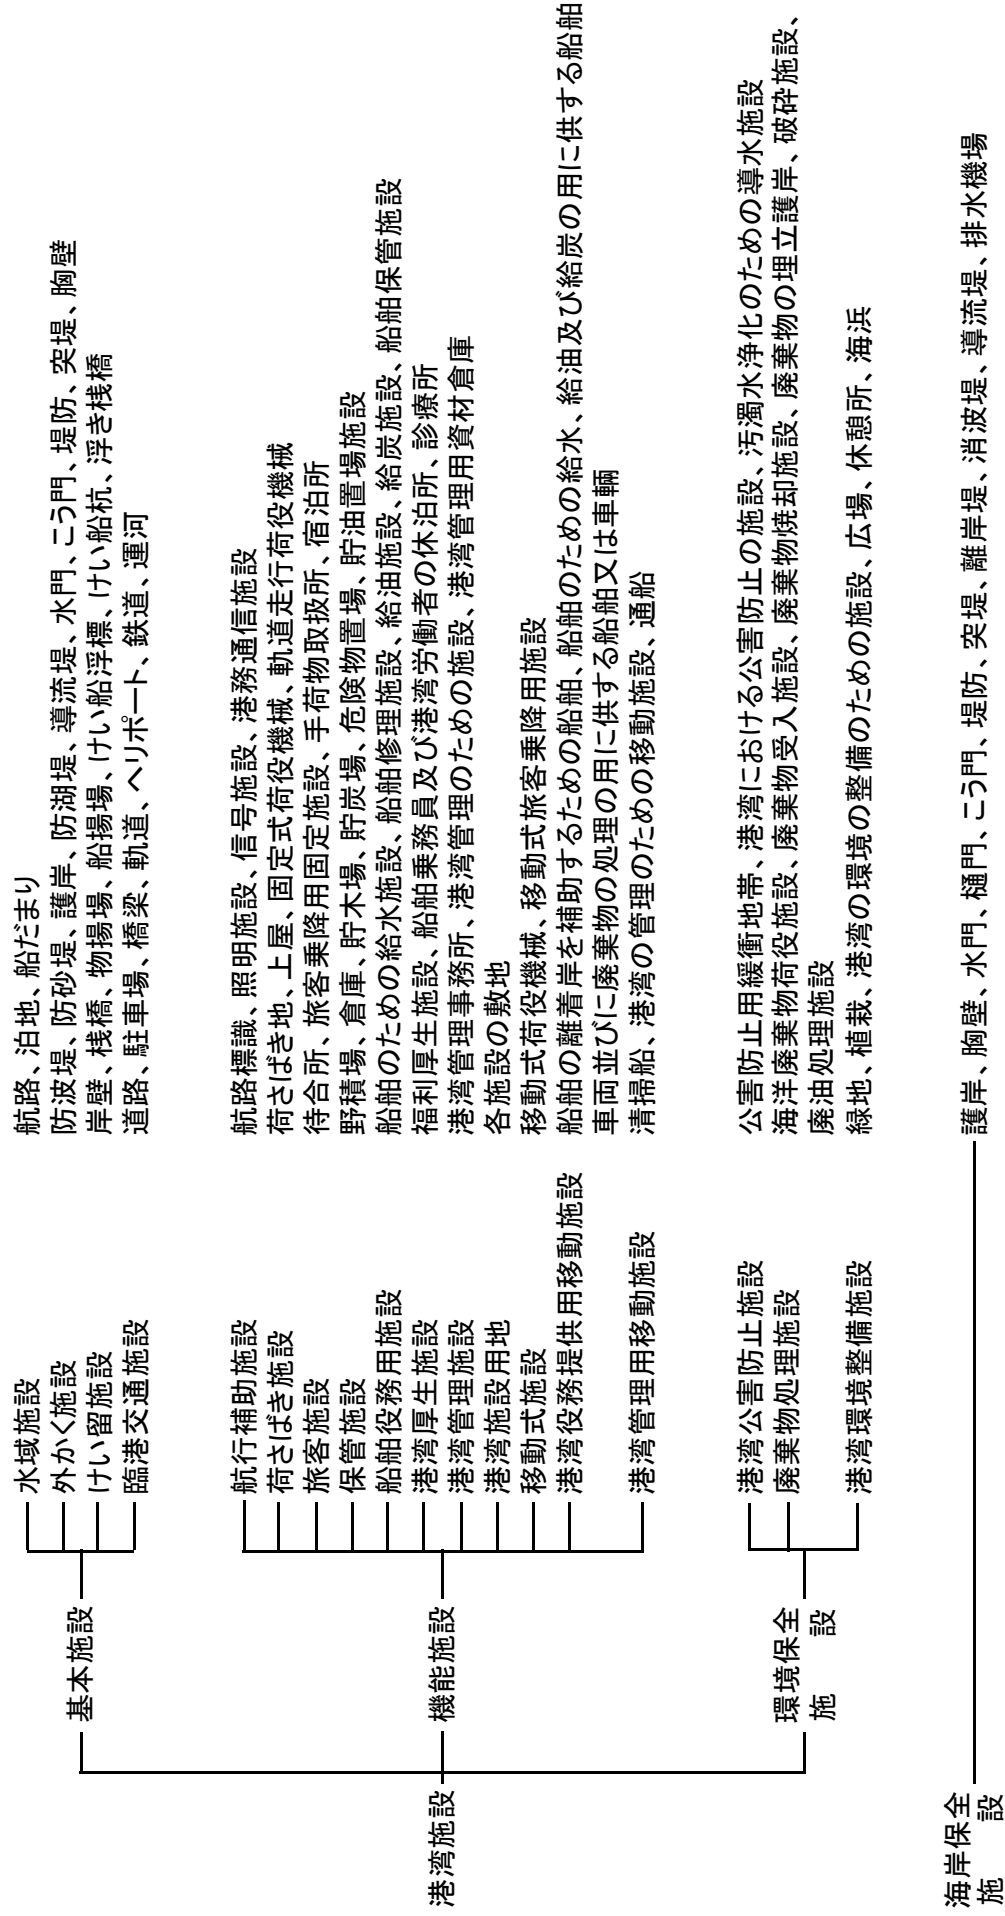 港湾施設
基本施設
水域施設
航路、泊地、船だまり
外かく施設
防波堤、防砂堤、護岸、防湖堤、導流堤、水門、こう門、堤防、突堤、胸壁
けい留施設
岸壁、桟橋、物揚場、船揚場、けい船浮標、けい船杭、浮き桟橋
臨港交通施設
道路、駐車場、橋梁、軌道、ヘリポート、鉄道、運河
機能施設
航行補助施設
航路標識、照明施設、信号施設、港務通信施設
荷さばき施設
荷さばき地、上屋、固定式荷役機械、軌道走行荷役機械
旅客施設
待合所、旅客乗降用固定施設、手荷物取扱所、宿泊所
保管施設
野積場、倉庫、貯木場、貯炭場、危険物置場、貯油置場施設
船舶役務用施設
船舶のための給水施設、船舶修理施設、給油施設、給炭施設、船舶保管施設
港湾厚生施設
福利厚生施設、船舶乗務員及び港湾労働者の休泊所、診療所
港湾管理施設
港湾管理事務所、港湾管理のための施設、港湾管理用資材倉庫
港湾施設用地
各施設の敷地
移動式施設
移動式荷役機械、移動式旅客乗降用施設
港湾役務提供用移動施設
船舶の離着岸を補助するための船舶、船舶のための給水、給油及び給炭の用に供する船舶
車両並びに廃棄物の処理の用に供する船舶又は車輛
港湾管理用移動施設
清掃船、港湾の管理のための移動施設、通船
環境保全
施　設
港湾公害防止施設
公害防止用緩衝地帯、港湾における公害防止の施設、汚濁水浄化のための導水施設
廃棄物処理施設
海洋廃棄物荷役施設、廃棄物受入施設、廃棄物焼却施設、廃棄物の埋立護岸、破砕施設、
廃油処理施設
港湾環境整備施設
緑地、植栽、港湾の環境の整備のための施設、広場、休憩所、海浜
海岸保全
施　設
護岸、胸壁、水門、樋門、こう門、堤防、突堤、離岸堤、消波堤、導流堤、排水機場